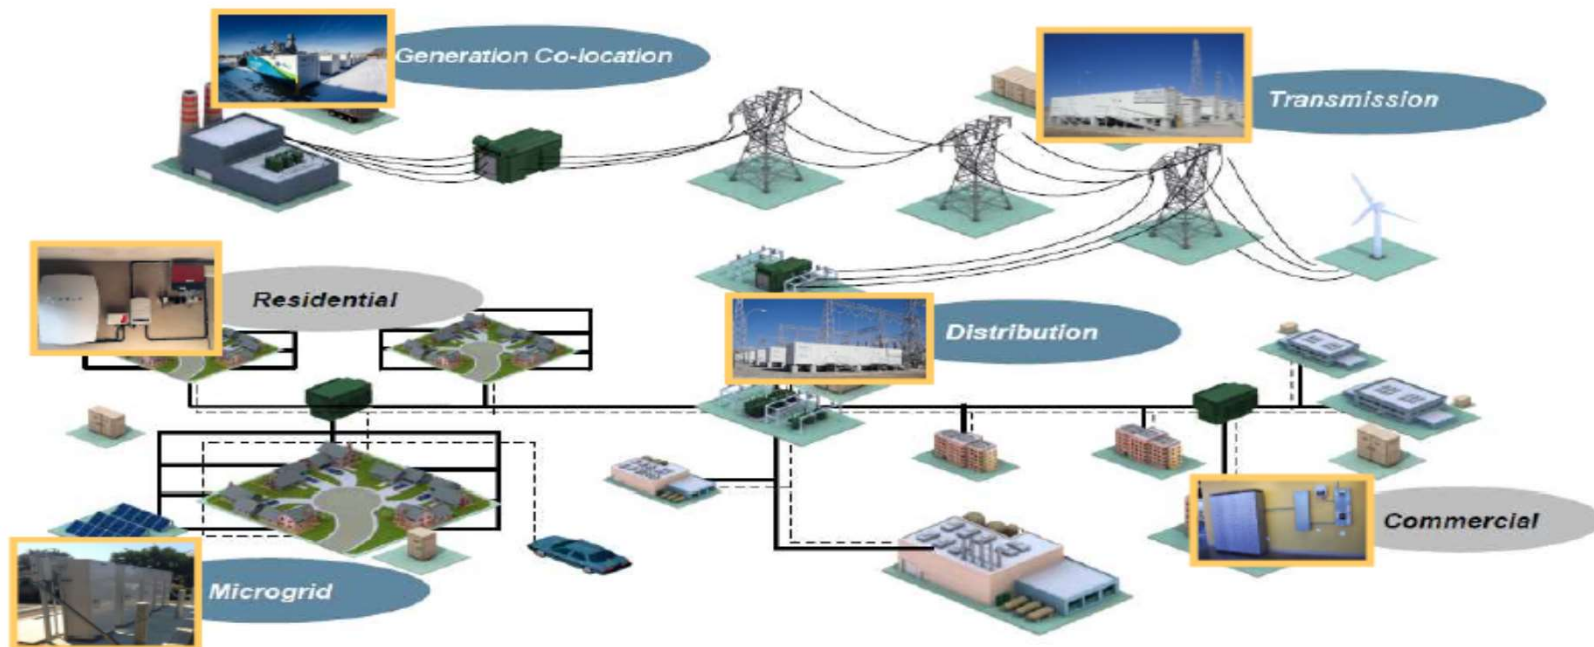 Generation Co-location
Transmission
Residential
Distribution
Commercial
Microgrid